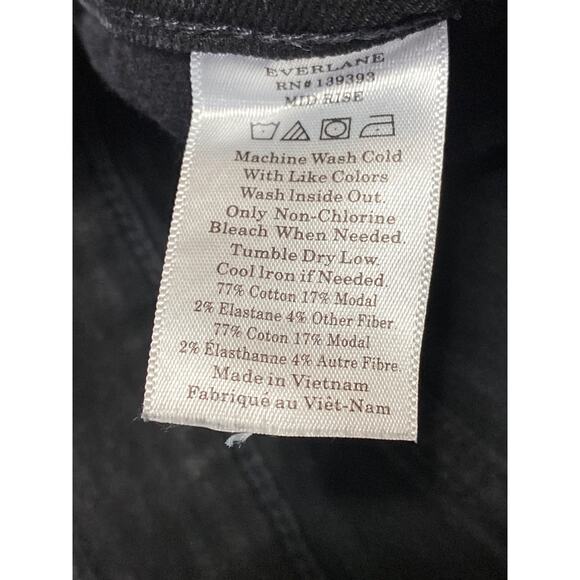 EVERLANE
RN# 139393
MID RISE
Machine Wash Cold
With Like Colors
Wash Inside Out.
Only Non-Chlorine
Bleach When Needed.
Tumble Dry Low.
Cool Iron if Needed.
77% Cotton 17% Modal
2% Elastane 4% Other Fiber.
77% Coton 17% Modal
2% Élasthanne 4% Autre Fibre.
Made in Vietnam
Fabriqué au Viêt-Nam